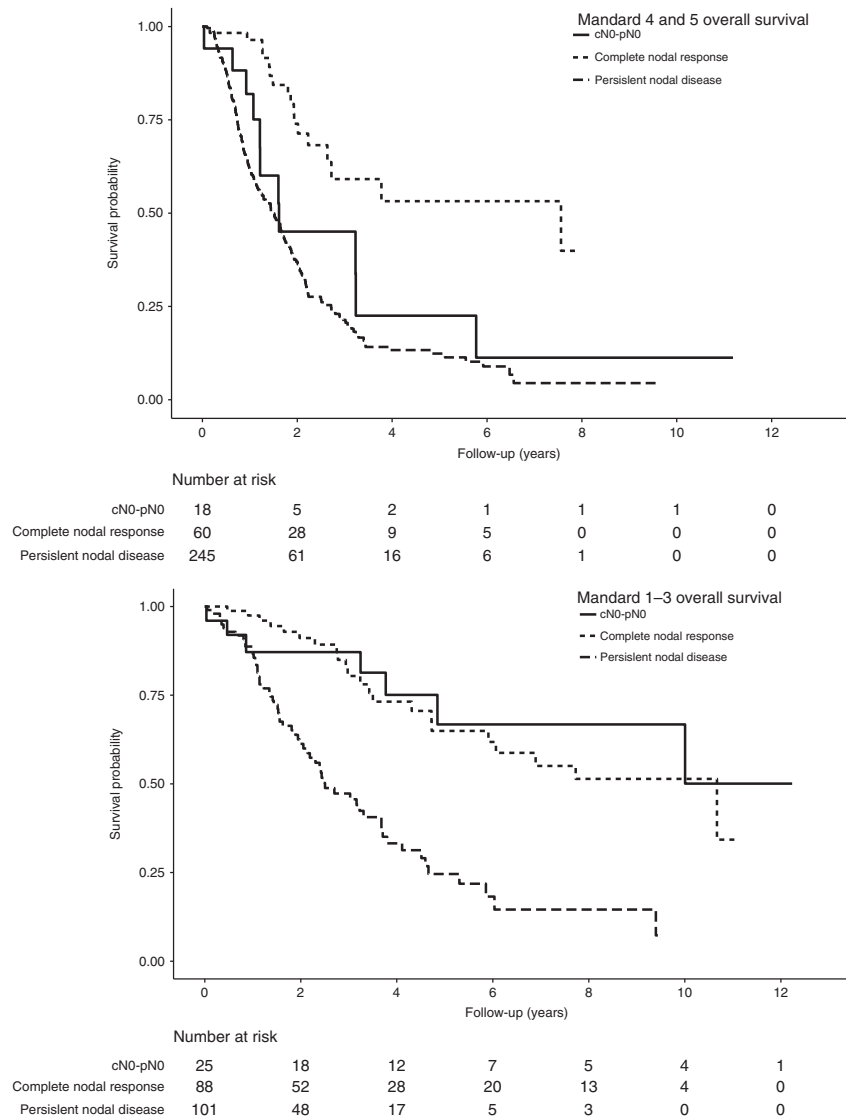 Mandard 4 and 5 overall survival
cN0-pN0
Complete nodal response
Persislent nodal disease
1.00
0.75
0.50
0.25
0.00
Survival probability
0 2 4 6 8 10 12
Follow-up (years)
Number at risk
cN0-pN0 18 5 2 1 1 1 0
Complete nodal response 60 28 9 5 0 0 0
Persislent nodal disease 245 61 16 6 1 0 0
Mandard 1–3 overall survival
cN0-pN0
Complete nodal response
Persislent nodal disease
1.00
0.75
0.50
0.25
0.00
Survival probability
0 2 4 6 8 10 12
Follow-up (years)
Number at risk
cN0-pN0 25 18 12 7 5 4 1
Complete nodal response 88 52 28 20 13 4 0
Persislent nodal disease 101 48 17 5 3 0 0